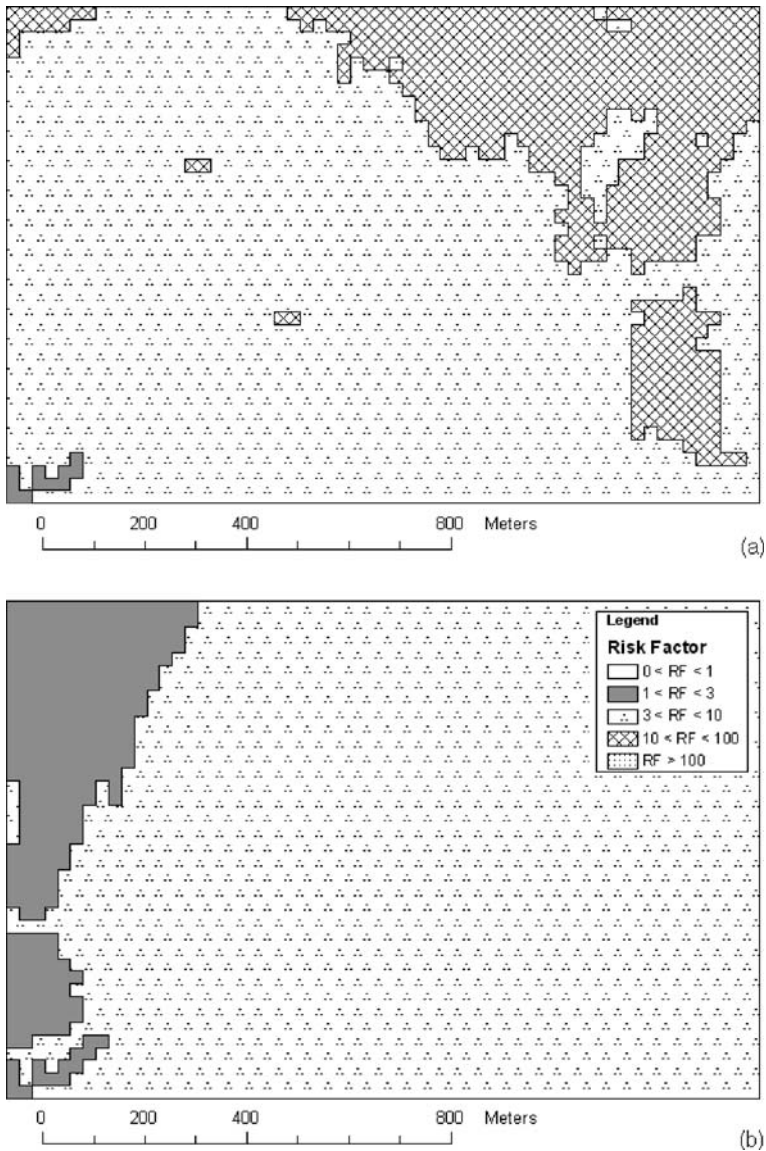 0 200 400 800 Meters
(a)
Legend
Risk Factor
0 < RF < 1
1 < RF < 3
3 < RF < 10
10 < RF < 100
RF > 100
0 200 400 800 Meters
(b)